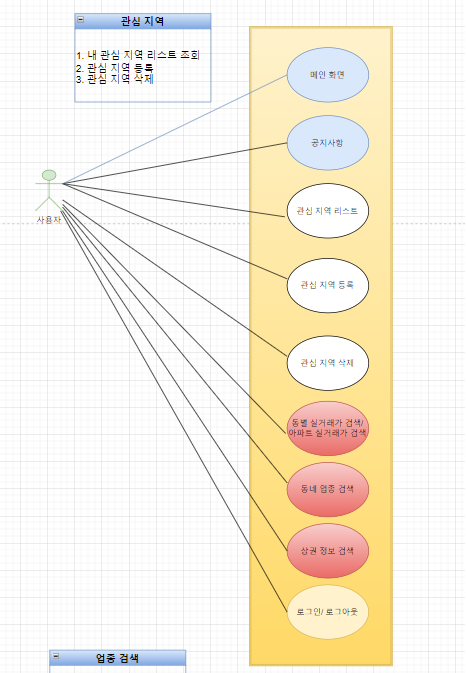 관심 지역
1. 내 관심 지역 리스트 조회
2. 관심 지역 등록
3. 관심 지역 삭제
메인 화면
공지사항
사용자
관심 지역 리스트
관심 지역 등록
관심 지역 삭제
동별 실거래가 검색/
아파트 실거래가 검색
동네 업종 검색
상권 정보 검색
로그인/ 로그아웃
업종 검색